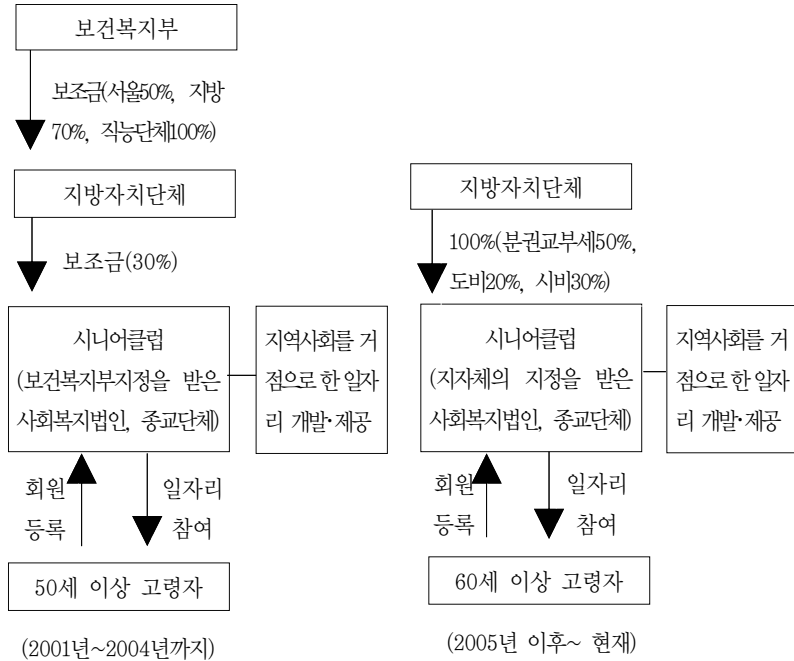 보건복지부
보조금(서울50%, 지방
70%, 직능단체100%)
지방자치단체
보조금(30%)
시니어클럽
(보건복지부지정을 받은
사회복지법인, 종교단체)
지역사회를 거
점으로 한 일자
리 개발·제공
회원
등록
일자리
참여
50세 이상 고령자
(2001년~2004년까지)
지방자치단체
100%(분권교부세50%,
도비20%, 시비30%)
시니어클럽
(지자체의 지정을 받은
사회복지법인, 종교단체)
지역사회를 거
점으로 한 일자
리 개발·제공
회원
등록
일자리
참여
60세 이상 고령자
(2005년 이후~ 현재)